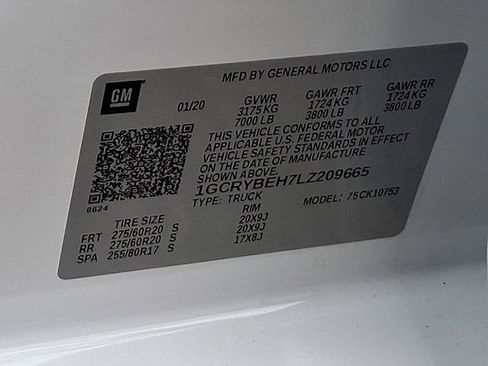 MFD BY GENERAL MOTORS LLC
GM
01/20 GVWR GAWR FRT GAWR RR
3175 KG 1724 KG 1724 KG
7000 LB 3800 LB 3800 LB
THIS VEHICLE CONFORMS TO ALL
APPLICABLE U.S. FEDERAL MOTOR
VEHICLE SAFETY STANDARDS IN EFFECT
ON THE DATE OF MANUFACTURE
SHOWN ABOVE.
1GCRYBEH7LZ209665
TYPE: TRUCK MODEL: /5CK10753
6624
TIRE SIZE RIM
FRT 275/60R20 S 20X9J
RR 275/60R20 S 20X9J
SPA 255/80R17 S 17X8J